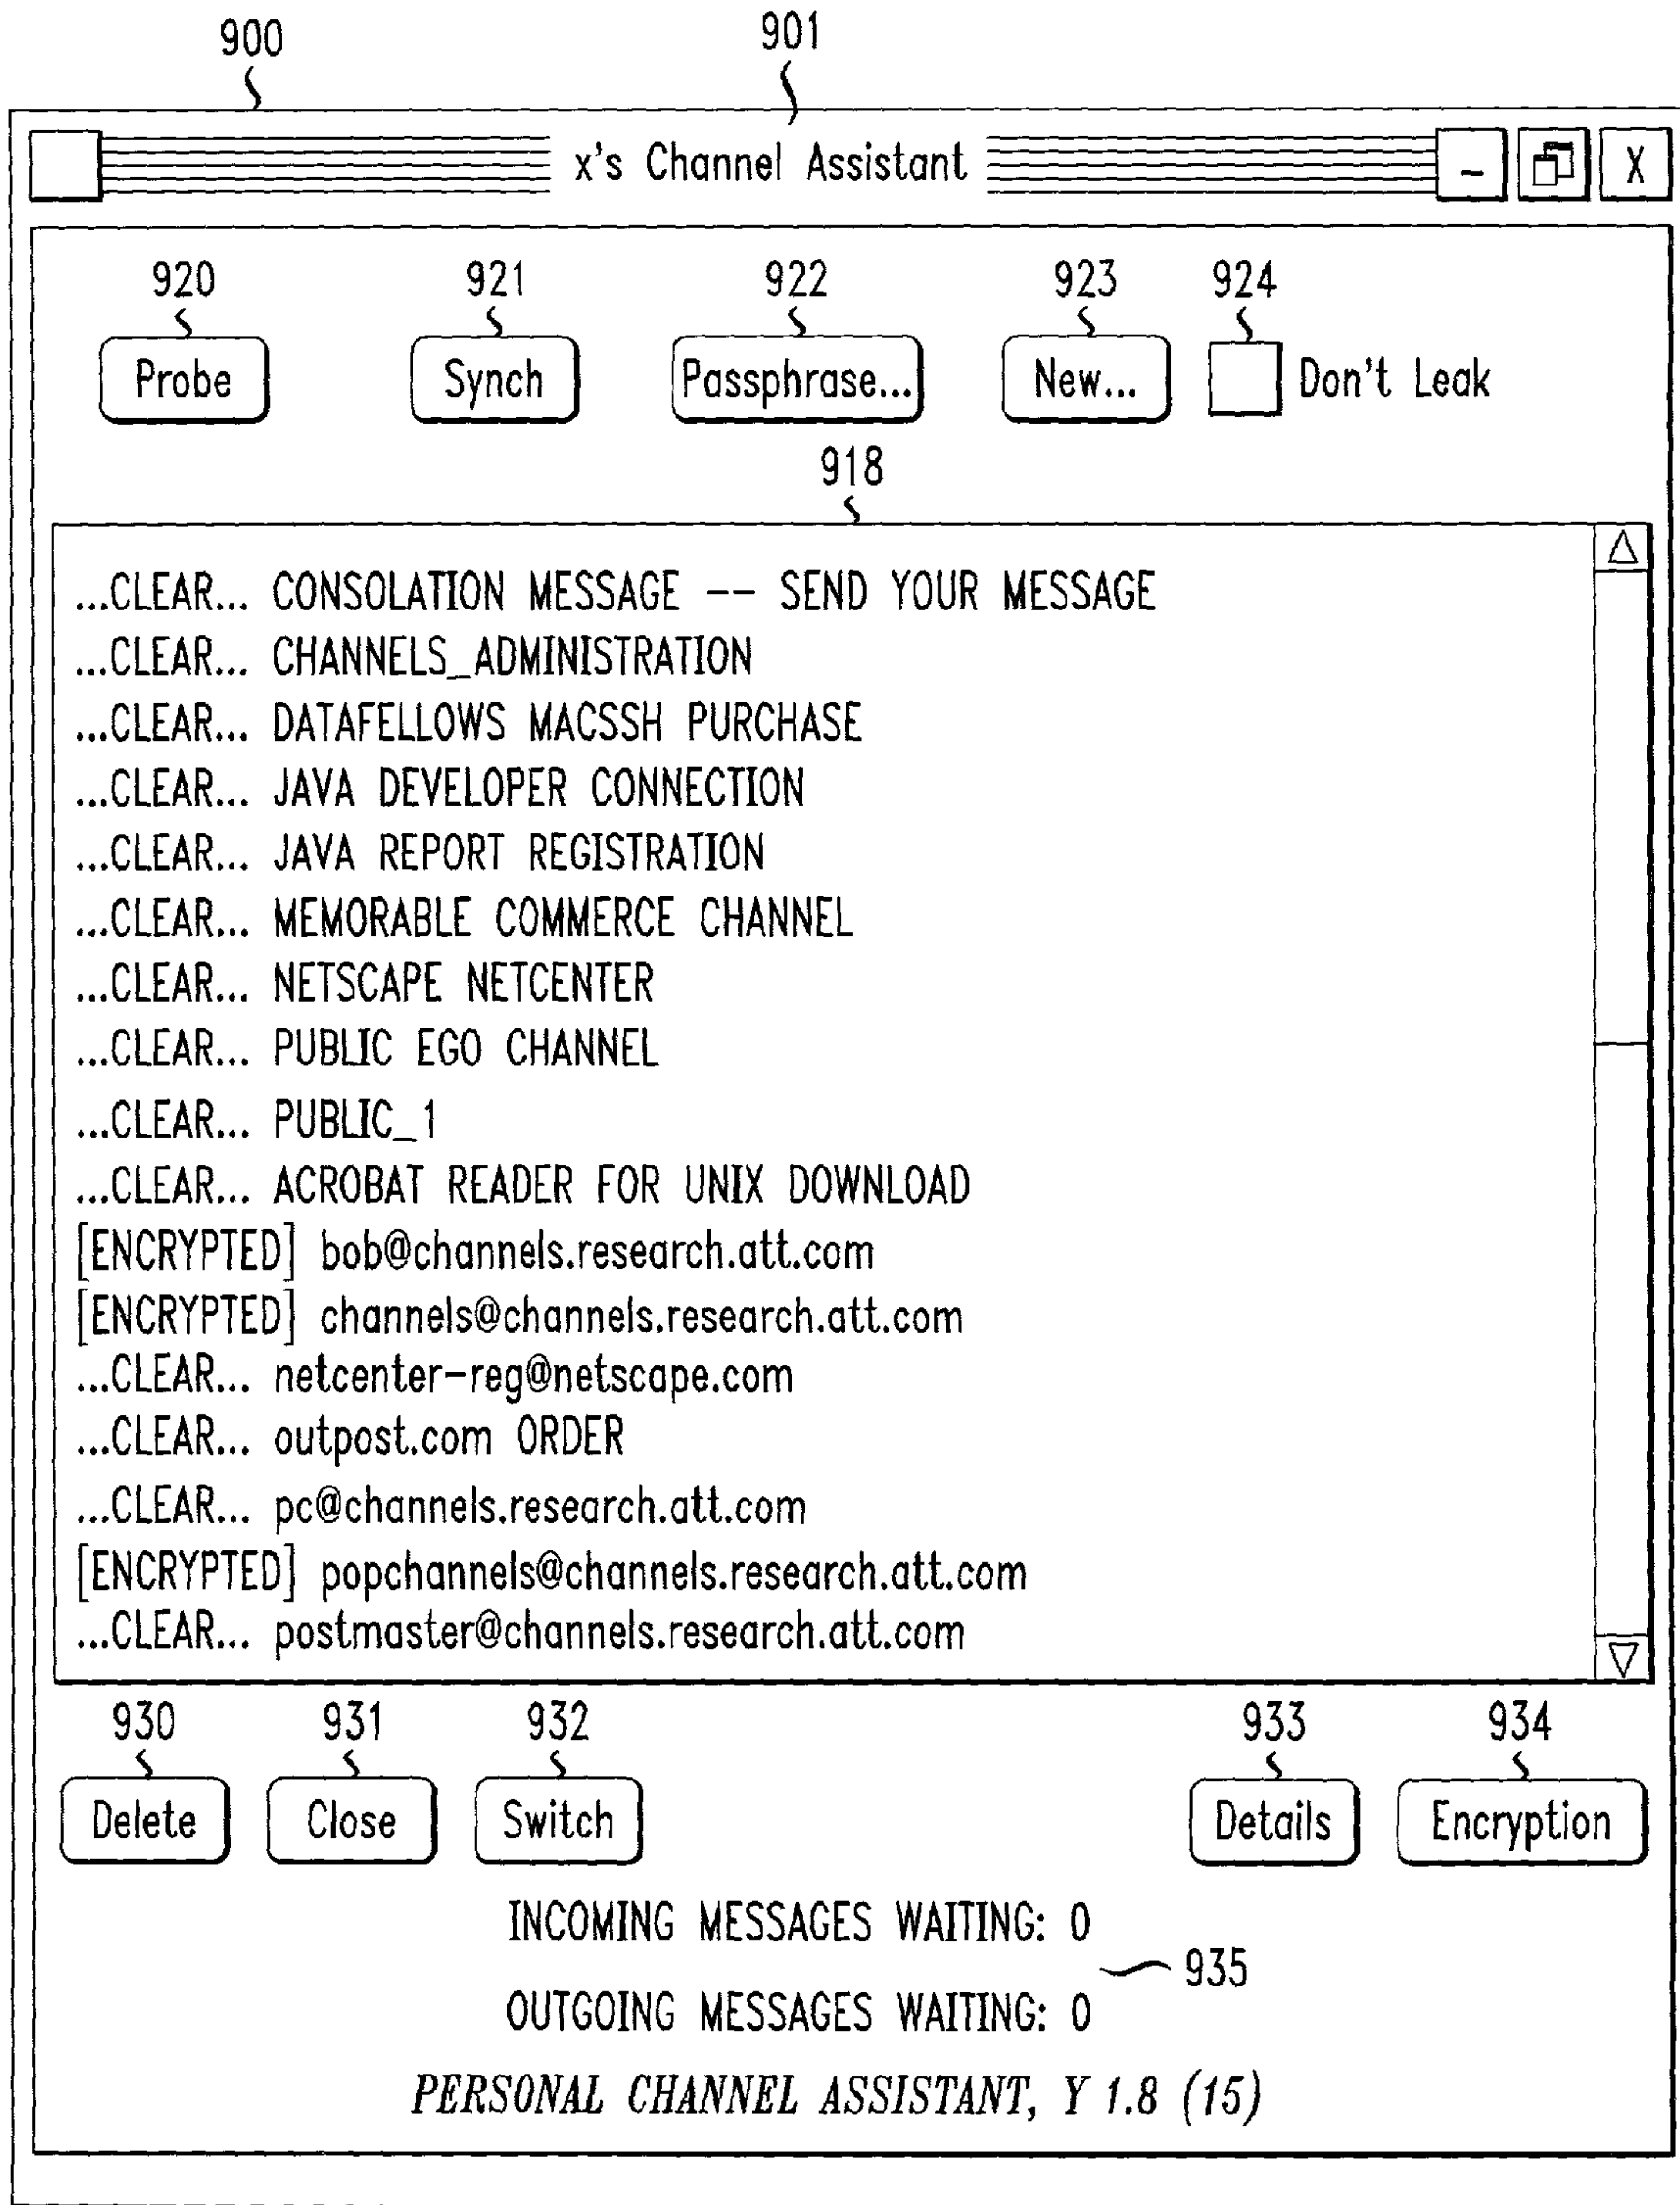 900 901
x's Channel Assistant - X
920 921 922 923 924
Probe Synch Passphrase... New... Don't Leak
918
...CLEAR... CONSOLATION MESSAGE -- SEND YOUR MESSAGE
...CLEAR... CHANNELS_ADMINISTRATION
...CLEAR... DATAFELLOWS MACSSH PURCHASE
...CLEAR... JAVA DEVELOPER CONNECTION
...CLEAR... JAVA REPORT REGISTRATION
...CLEAR... MEMORABLE COMMERCE CHANNEL
...CLEAR... NETSCAPE NETCENTER
...CLEAR... PUBLIC EGO CHANNEL
...CLEAR... PUBLIC_1
...CLEAR... ACROBAT READER FOR UNIX DOWNLOAD
[ENCRYPTED] bob@channels.research.att.com
[ENCRYPTED] channels@channels.research.att.com
...CLEAR... netcenter-reg@netscape.com
...CLEAR... outpost.com ORDER
...CLEAR... pc@channels.research.att.com
[ENCRYPTED] popchannels@channels.research.att.com
...CLEAR... postmaster@channels.research.att.com
930 931 932 933 934
Delete Close Switch Details Encryption
INCOMING MESSAGES WAITING: 0
935
OUTGOING MESSAGES WAITING: 0
PERSONAL CHANNEL ASSISTANT, Y 1.8 (15)